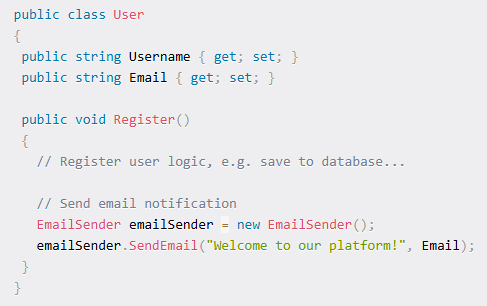 public class User
{
 public string Username { get; set; }
 public string Email { get; set; }

 public void Register()
 {
   // Register user logic, e.g. save to database...

   // Send email notification
   EmailSender emailSender = new EmailSender();
   emailSender.SendEmail("Welcome to our platform!", Email);
 }
}